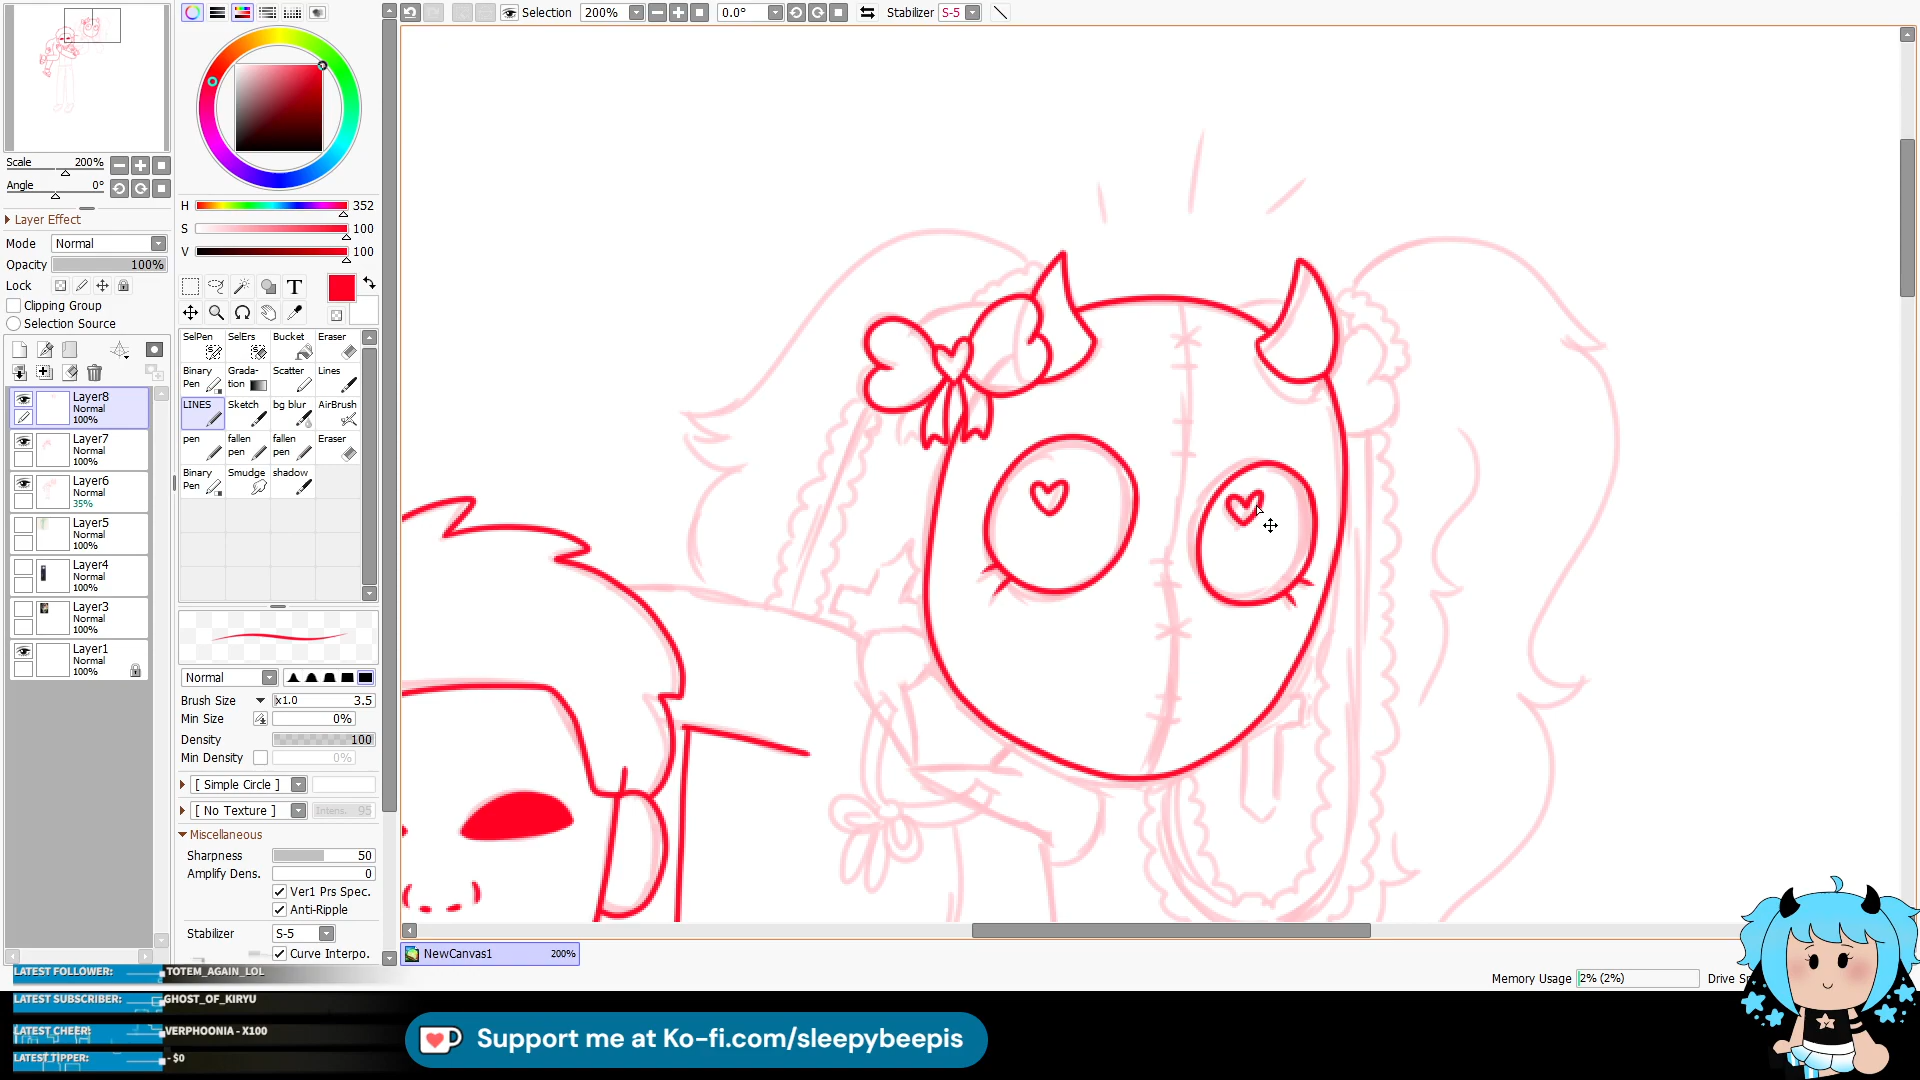 Selection 200% 0.0° Stabilizer S-5
Scale 200%
Angle 0°
Layer Effect
Mode Normal
Opacity 100%
Lock
Clipping Group
Selection Source
Layer8
Normal
100%
Layer7
Normal
100%
Layer6
Normal
35%
Layer5
Normal
100%
Layer4
Normal
100%
Layer3
Normal
100%
Layer1
Normal
100%
H 352
S 100
V 100
T
SelPen SelErs Bucket Eraser
Binary Pen Grada-tion Scatter Lines
LINES Sketch bg blur AirBrush
pen fallen pen fallen pen Eraser
Binary Pen Smudge shadow
Normal
Brush Size x1.0 3.5
Min Size 0%
Density 100
Min Density 0%
[ Simple Circle ]
[ No Texture ] Intens. 95
Miscellaneous
Sharpness 50
Amplify Dens. 0
Ver1 Prs Spec.
Anti-Ripple
Stabilizer S-5
Curve Interpo.
NewCanvas1 200%
Memory Usage 2% (2%)
LATEST FOLLOWER: TOTEM_AGAIN_LOL
LATEST SUBSCRIBER: GHOST_OF_KIRYU
LATEST CHEER: VERPHOONIA - X100
LATEST TIPPER: - $0
Support me at Ko-fi.com/sleepybeepis